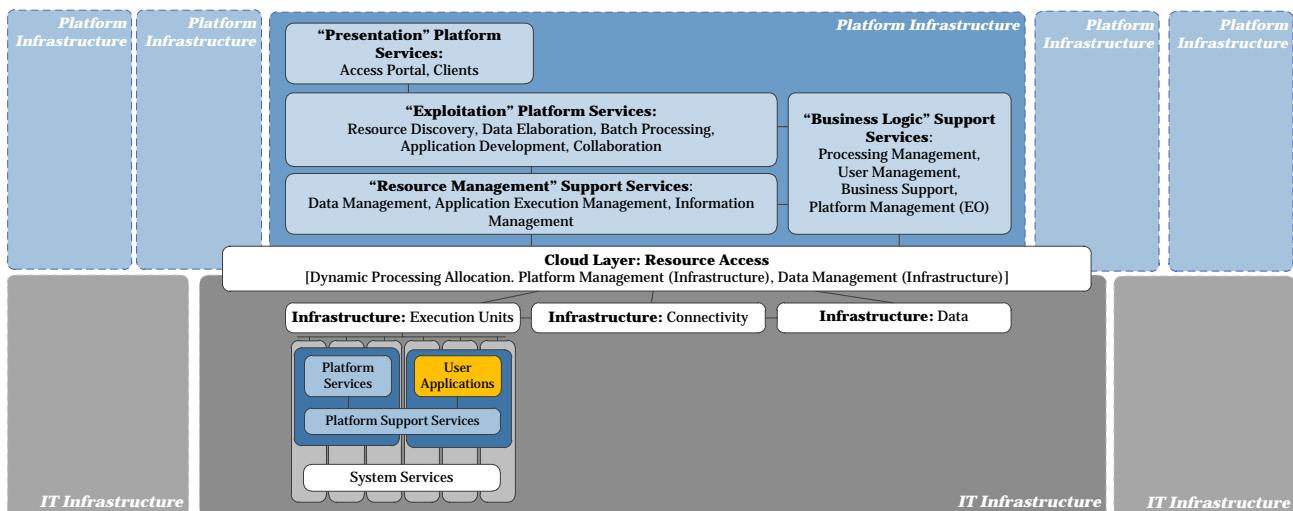 Platform
Infrastructure
Platform
Infrastructure
Platform Infrastructure
Platform
Infrastructure
Platform
Infrastructure
“Presentation” Platform
Services:
Access Portal, Clients
“Exploitation” Platform Services:
Resource Discovery, Data Elaboration, Batch Processing,
Application Development, Collaboration
“Business Logic” Support
Services:
Processing Management,
User Management,
Business Support,
Platform Management (EO)
“Resource Management” Support Services:
Data Management, Application Execution Management, Information
Management
Cloud Layer: Resource Access
[Dynamic Processing Allocation. Platform Management (Infrastructure), Data Management (Infrastructure)]
Infrastructure: Execution Units
Infrastructure: Connectivity
Infrastructure: Data
Platform
Services
User
Applications
Platform Support Services
System Services
IT Infrastructure
IT Infrastructure
IT Infrastructure